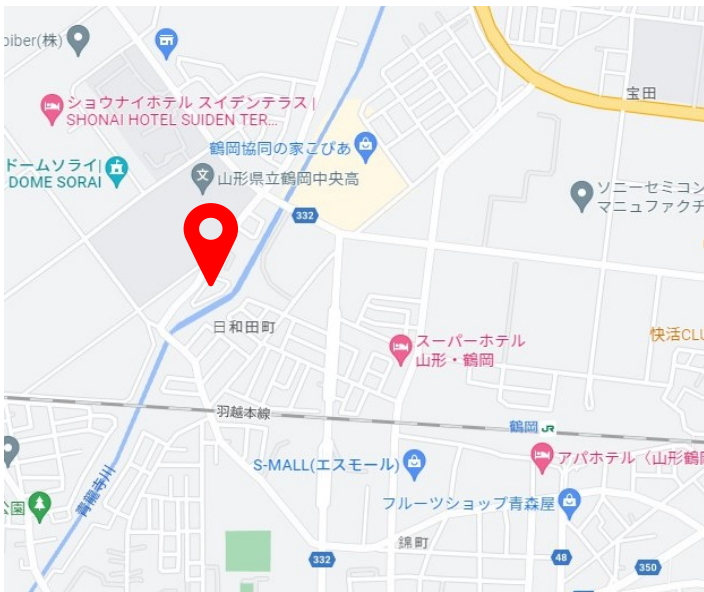 piber(株)
ショウナイホテル スイデンテラス |
SHONAI HOTEL SUIDEN TER...
宝田
鶴岡協同の家こぴあ
ドームソライ|
DOME SORAI
文
山形県立鶴岡中央高
ソニーセミコン
マニュファクチ
332
日和田町
スーパーホテル
山形・鶴岡
快活CLU
羽越本線
鶴岡 JR
S-MALL(エスモール)
アパホテル〈山形鶴岡
青龍寺川
公園
フルーツショップ青森屋
錦町
332
48
350